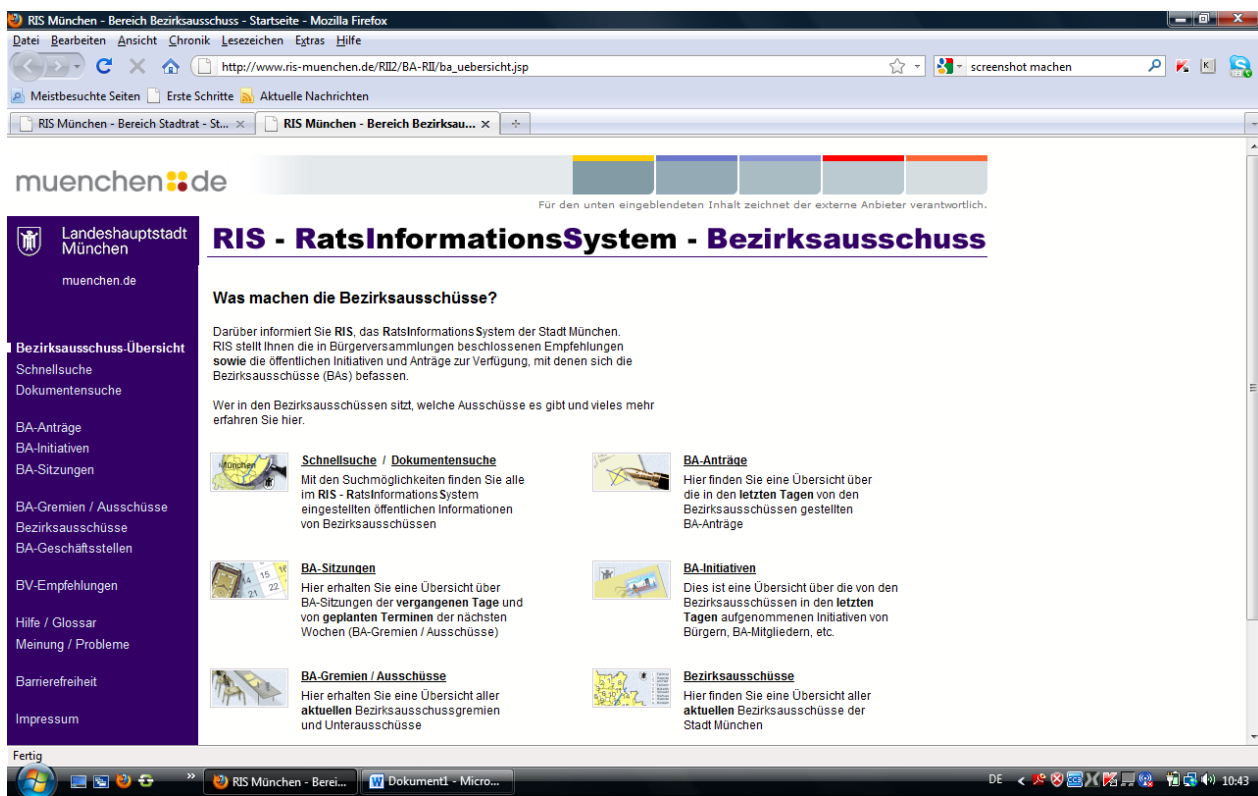 RIS München - Bereich Bezirksausschuss - Startseite - Mozilla Firefox
Datei Bearbeiten Ansicht Chronik Lesezeichen Extras Hilfe
http://www.ris-muenchen.de/RII2/BA-RII/ba_uebersicht.jsp
screenshot machen
Meistbesuchte Seiten Erste Schritte Aktuelle Nachrichten
RIS München - Bereich Stadtrat - St...
RIS München - Bereich Bezirksau...
muenchen de
Für den unten eingeblendeten Inhalt zeichnet der externe Anbieter verantwortlich.
Landeshauptstadt
München
muenchen.de
Bezirksausschuss-Übersicht
Schnellsuche
Dokumentensuche
BA-Anträge
BA-Initiativen
BA-Sitzungen
BA-Gremien / Ausschüsse
Bezirksausschüsse
BA-Geschäftsstellen
BV-Empfehlungen
Hilfe / Glossar
Meinung / Probleme
Barrierefreiheit
Impressum
RIS - RatsInformationsSystem - Bezirksausschuss
Was machen die Bezirksausschüsse?
Darüber informiert Sie RIS, das RatsInformationsSystem der Stadt München.
RIS stellt Ihnen die in Bürgerversammlungen beschlossenen Empfehlungen
sowie die öffentlichen Initiativen und Anträge zur Verfügung, mit denen sich die
Bezirksausschüsse (BAs) befassen.
Wer in den Bezirksausschüssen sitzt, welche Ausschüsse es gibt und vieles mehr
erfahren Sie hier.
München
Schnellsuche / Dokumentensuche
Mit den Suchmöglichkeiten finden Sie alle
im RIS - RatsInformationsSystem
eingestellten öffentlichen Informationen
von Bezirksausschüssen
BA-Anträge
Hier finden Sie eine Übersicht über
die in den letzten Tagen von den
Bezirksausschüssen gestellten
BA-Anträge
14 15 16
21 22
BA-Sitzungen
Hier erhalten Sie eine Übersicht über
BA-Sitzungen der vergangenen Tage und
von geplanten Terminen der nächsten
Wochen (BA-Gremien / Ausschüsse)
BA-Initiativen
Dies ist eine Übersicht über die von den
Bezirksausschüssen in den letzten
Tagen aufgenommenen Initiativen von
Bürgern, BA-Mitgliedern, etc.
BA-Gremien / Ausschüsse
Hier erhalten Sie eine Übersicht aller
aktuellen Bezirksausschussgremien
und Unterausschüsse
Bezirksausschüsse
Hier finden Sie eine Übersicht aller
aktuellen Bezirksausschüsse der
Stadt München
Fertig
RIS München - Berei...
Dokument1 - Micro...
DE
10:43